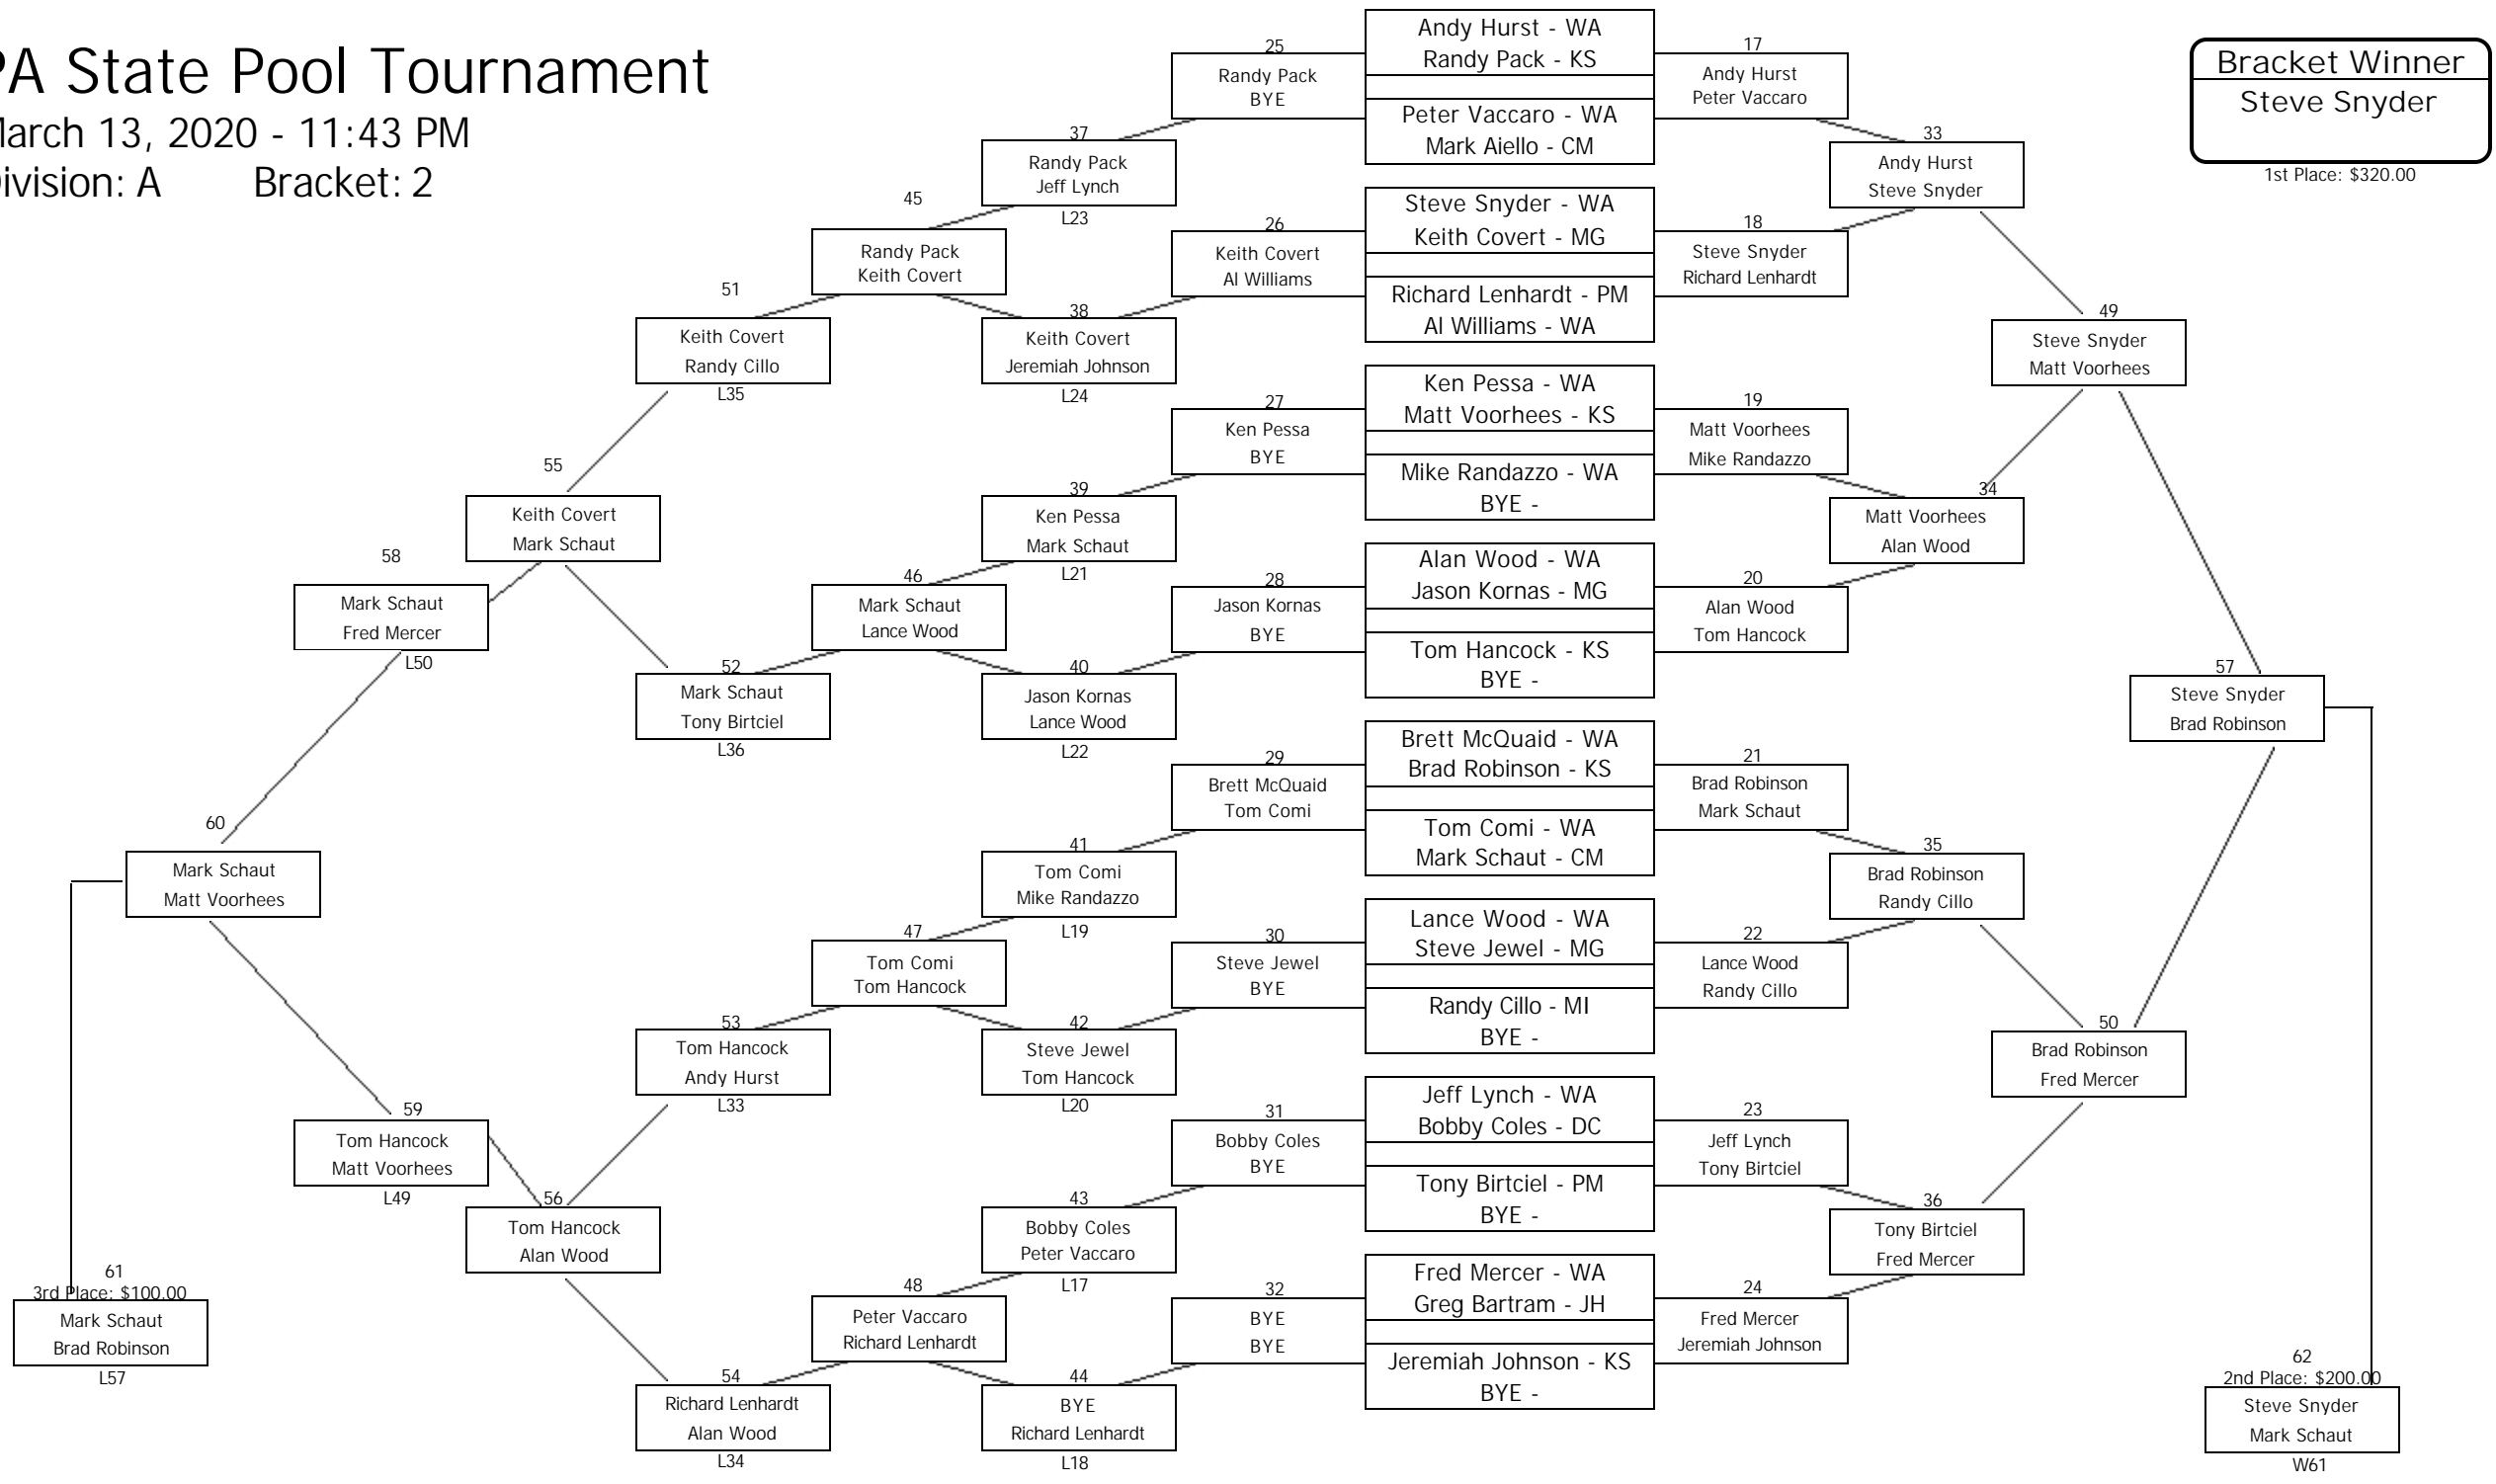 PA State Pool Tournament
March 13, 2020 - 11:43 PM
Division: A Bracket: 2
Bracket Winner
Steve Snyder
1st Place: $320.00
Andy Hurst - WA
Randy Pack - KS
Peter Vaccaro - WA
Mark Aiello - CM
Steve Snyder - WA
Keith Covert - MG
Richard Lenhardt - PM
Al Williams - WA
Ken Pessa - WA
Matt Voorhees - KS
Mike Randazzo - WA
BYE -
Alan Wood - WA
Jason Kornas - MG
Tom Hancock - KS
BYE -
Brett McQuaid - WA
Brad Robinson - KS
Tom Comi - WA
Mark Schaut - CM
Lance Wood - WA
Steve Jewel - MG
Randy Cillo - MI
BYE -
Jeff Lynch - WA
Bobby Coles - DC
Tony Birtciel - PM
BYE -
Fred Mercer - WA
Greg Bartram - JH
Jeremiah Johnson - KS
BYE -
17
Andy Hurst
Peter Vaccaro
18
Steve Snyder
Richard Lenhardt
19
Matt Voorhees
Mike Randazzo
20
Alan Wood
Tom Hancock
21
Brad Robinson
Mark Schaut
22
Lance Wood
Randy Cillo
23
Jeff Lynch
Tony Birtciel
24
Fred Mercer
Jeremiah Johnson
33
Andy Hurst
Steve Snyder
34
Matt Voorhees
Alan Wood
35
Brad Robinson
Randy Cillo
36
Tony Birtciel
Fred Mercer
49
Steve Snyder
Matt Voorhees
50
Brad Robinson
Fred Mercer
57
Steve Snyder
Brad Robinson
62
2nd Place: $200.00
Steve Snyder
Mark Schaut
W61
25
Randy Pack
BYE
26
Keith Covert
Al Williams
27
Ken Pessa
BYE
28
Jason Kornas
BYE
29
Brett McQuaid
Tom Comi
30
Steve Jewel
BYE
31
Bobby Coles
BYE
32
BYE
BYE
37
Randy Pack
Jeff Lynch
L23
38
Keith Covert
Jeremiah Johnson
L24
39
Ken Pessa
Mark Schaut
L21
40
Jason Kornas
Lance Wood
L22
41
Tom Comi
Mike Randazzo
L19
42
Steve Jewel
Tom Hancock
L20
43
Bobby Coles
Peter Vaccaro
L17
44
BYE
Richard Lenhardt
L18
45
Randy Pack
Keith Covert
46
Mark Schaut
Lance Wood
47
Tom Comi
Tom Hancock
48
Peter Vaccaro
Richard Lenhardt
51
Keith Covert
Randy Cillo
L35
52
Mark Schaut
Tony Birtciel
L36
53
Tom Hancock
Andy Hurst
L33
54
Richard Lenhardt
Alan Wood
L34
55
Keith Covert
Mark Schaut
56
Tom Hancock
Alan Wood
58
Mark Schaut
Fred Mercer
L50
59
Tom Hancock
Matt Voorhees
L49
60
Mark Schaut
Matt Voorhees
61
3rd Place: $100.00
Mark Schaut
Brad Robinson
L57